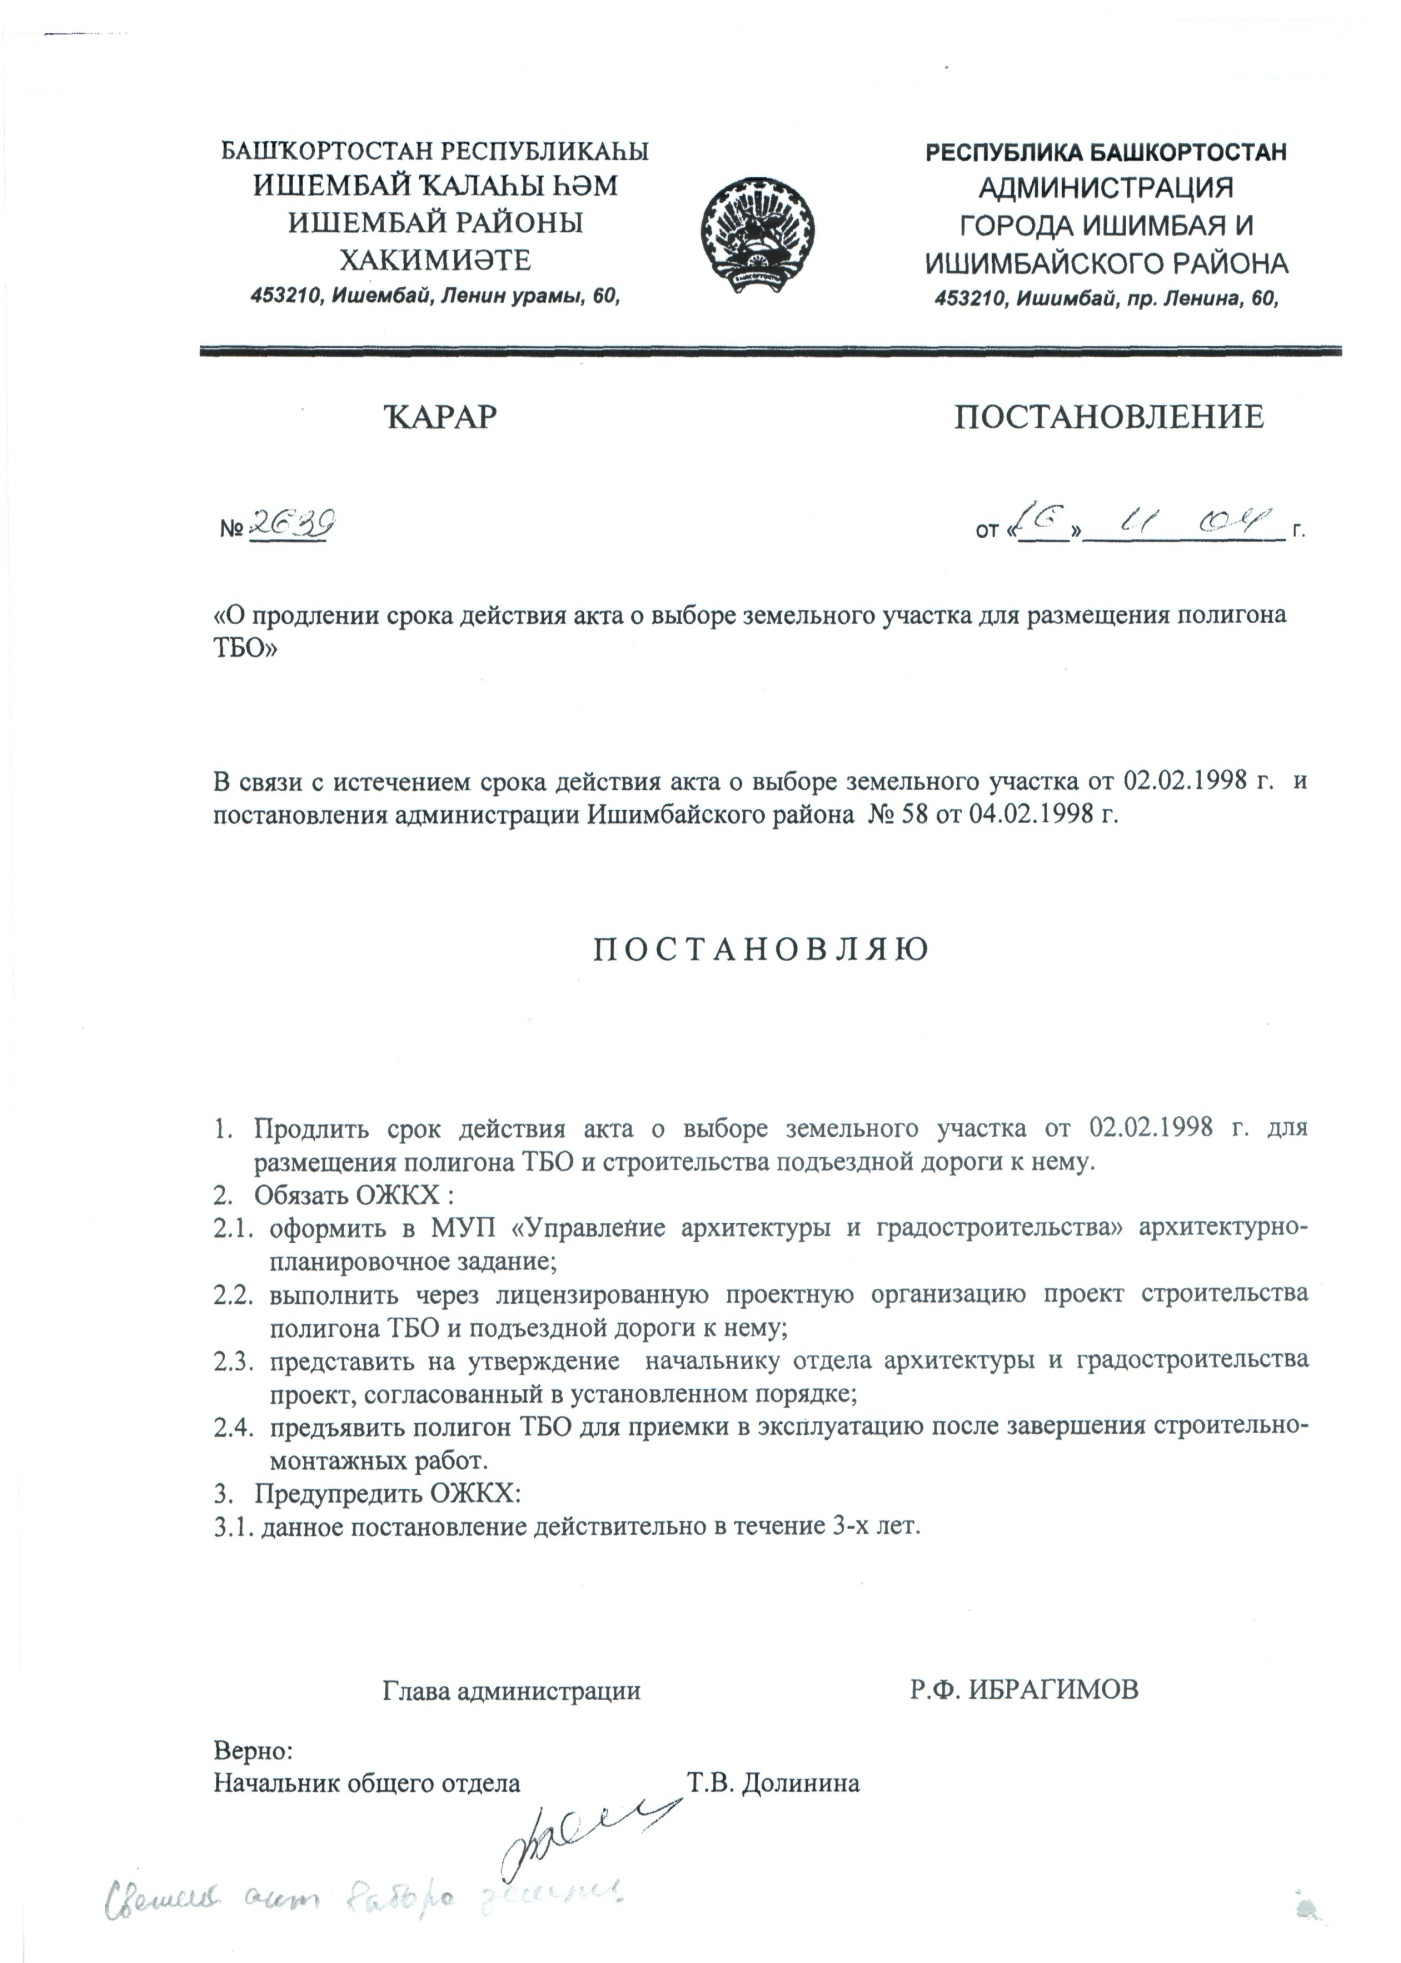 БАШҠОРТОСТАН РЕСПУБЛИКАҺЫ
ИШЕМБАЙ ҠАЛАҺЫ ҺӘМ
ИШЕМБАЙ РАЙОНЫ
ХАКИМИӘТЕ
453210, Ишембай, Ленин урамы, 60,
РЕСПУБЛИКА БАШКОРТОСТАН
АДМИНИСТРАЦИЯ
ГОРОДА ИШИМБАЯ И
ИШИМБАЙСКОГО РАЙОНА
453210, Ишимбай, пр. Ленина, 60,
ҠАРАР
ПОСТАНОВЛЕНИЕ
№ 2639
от «16» 11 04 г.
«О продлении срока действия акта о выборе земельного участка для размещения полигона
ТБО»
В связи с истечением срока действия акта о выборе земельного участка от 02.02.1998 г. и
постановления администрации Ишимбайского района № 58 от 04.02.1998 г.
П О С Т А Н О В Л Я Ю
1. Продлить срок действия акта о выборе земельного участка от 02.02.1998 г. для
размещения полигона ТБО и строительства подъездной дороги к нему.
2. Обязать ОЖКХ :
2.1. оформить в МУП «Управление архитектуры и градостроительства» архитектурно-
планировочное задание;
2.2. выполнить через лицензированную проектную организацию проект строительства
полигона ТБО и подъездной дороги к нему;
2.3. представить на утверждение начальнику отдела архитектуры и градостроительства
проект, согласованный в установленном порядке;
2.4. предъявить полигон ТБО для приемки в эксплуатацию после завершения строительно-
монтажных работ.
3. Предупредить ОЖКХ:
3.1. данное постановление действительно в течение 3-х лет.
Глава администрации Р.Ф. ИБРАГИМОВ
Верно:
Начальник общего отдела Т.В. Долинина
акт